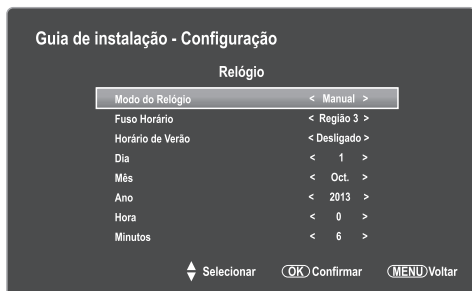 Guia de instalação - Configuração
Relógio
Modo do Relógio < Manual >
Fuso Horário < Região 3 >
Horário de Verão < Desligado >
Dia < 1 >
Mês < Oct. >
Ano < 2013 >
Hora < 0 >
Minutos < 6 >
Selecionar OK Confirmar MENU Voltar